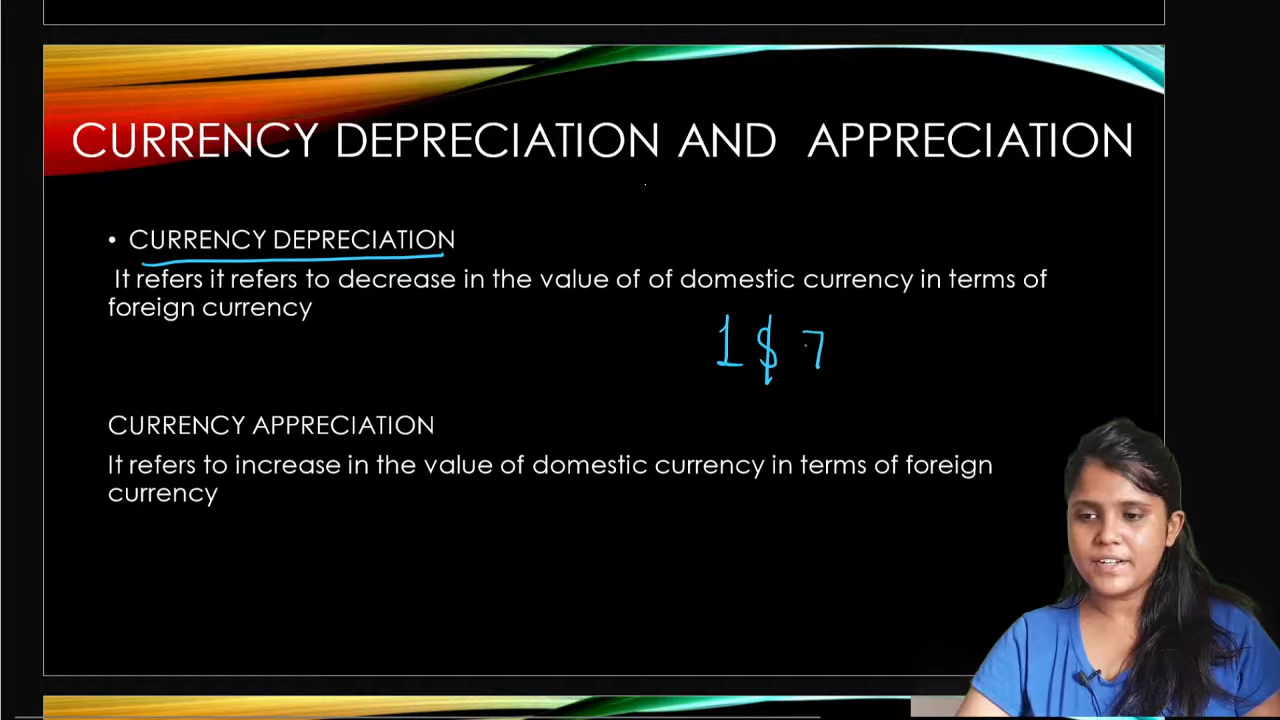 CURRENCY DEPRECIATION AND APPRECIATION
• CURRENCY DEPRECIATION
It refers it refers to decrease in the value of of domestic currency in terms of
foreign currency
1 $ 7
CURRENCY APPRECIATION
It refers to increase in the value of domestic currency in terms of foreign
currency